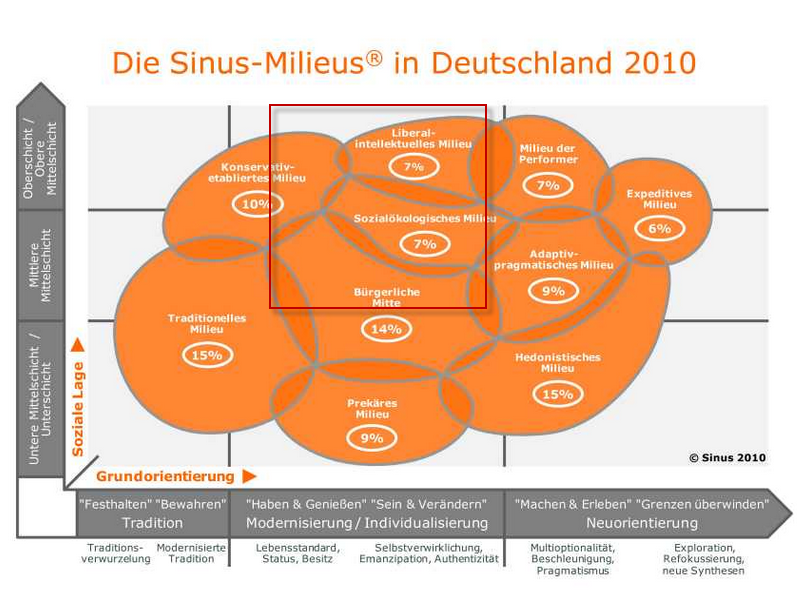 Die Sinus-Milieus® in Deutschland 2010
Oberschicht /
Obere
Mittelschicht
Mittlere
Mittelschicht
Untere Mittelschicht /
Unterschicht
Soziale Lage
Konservativ-
etabliertes Milieu
10%
Liberal-
intellektuelles Milieu
7%
Milieu der
Performer
7%
Expeditives
Milieu
6%
Sozialökologisches Milieu
7%
Adaptiv-
pragmatisches Milieu
9%
Bürgerliche
Mitte
14%
Traditionelles
Milieu
15%
Hedonistisches
Milieu
15%
Prekäres
Milieu
9%
© Sinus 2010
Grundorientierung
"Festhalten" "Bewahren"
Tradition
"Haben & Genießen" "Sein & Verändern"
Modernisierung / Individualisierung
"Machen & Erleben" "Grenzen überwinden"
Neuorientierung
Traditions-
verwurzelung
Modernisierte
Tradition
Lebensstandard,
Status, Besitz
Selbstverwirklichung,
Emanzipation, Authentizität
Multioptionalität,
Beschleunigung,
Pragmatismus
Exploration,
Refokussierung,
neue Synthesen